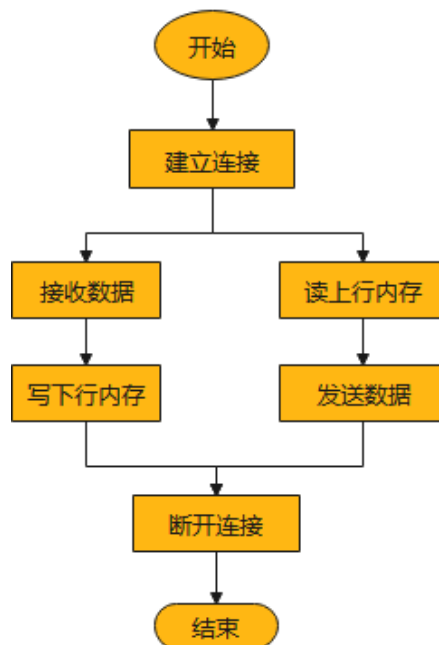 开始
建立连接
接收数据
读上行内存
写下行内存
发送数据
断开连接
结束